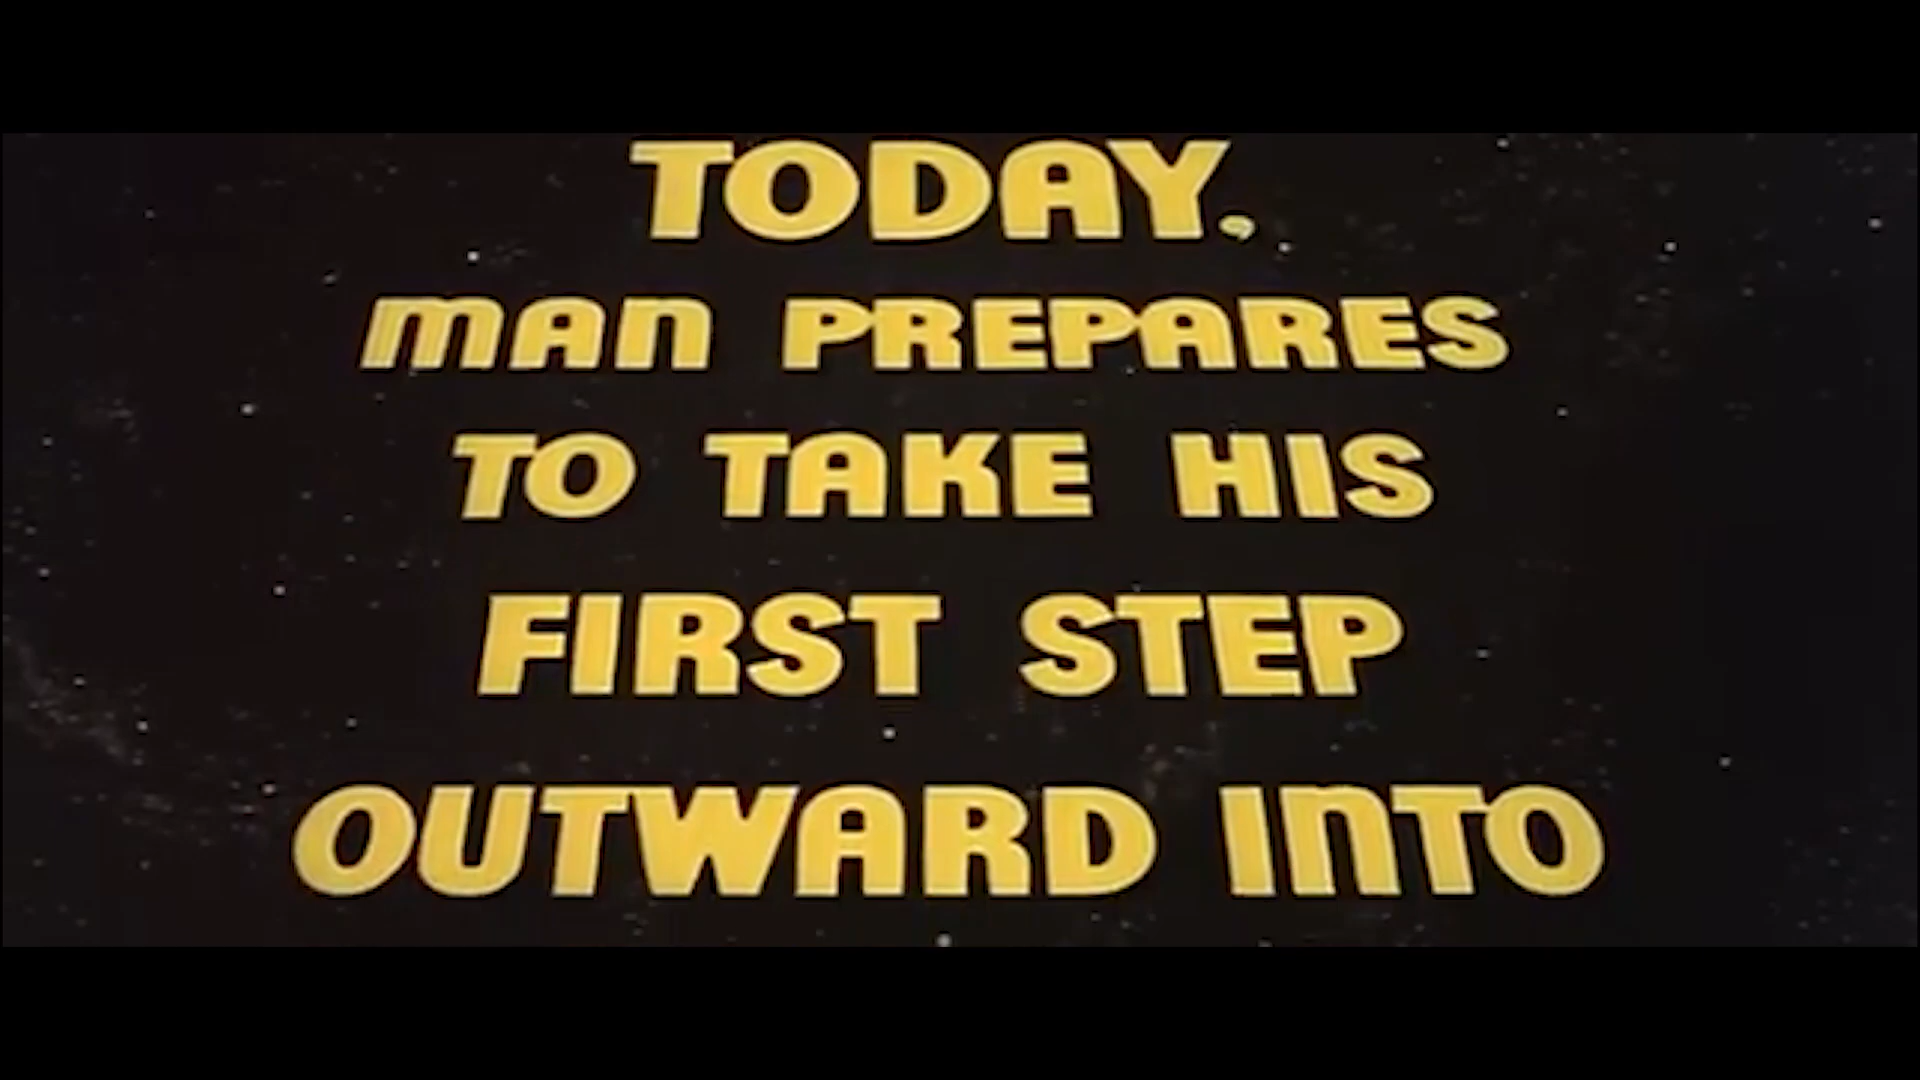 TODAY,
MAN PREPARES
TO TAKE HIS
FIRST STEP
OUTWARD INTO